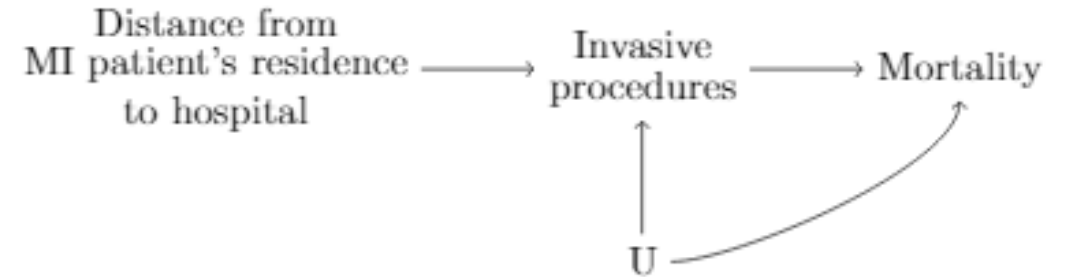 Distance from
MI patient's residence
to hospital
Invasive
procedures
Mortality
U